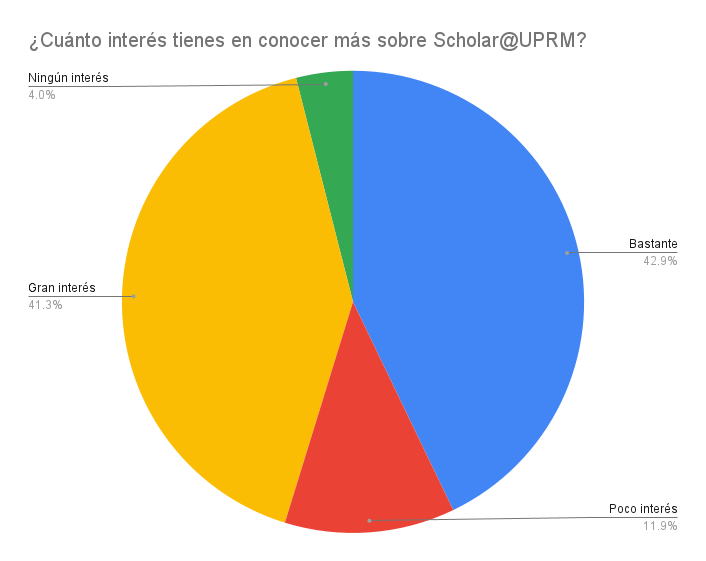 ¿Cuánto interés tienes en conocer más sobre Scholar@UPRM?
Ningún interés
4.0%
Bastante
42.9%
Gran interés
41.3%
Poco interés
11.9%